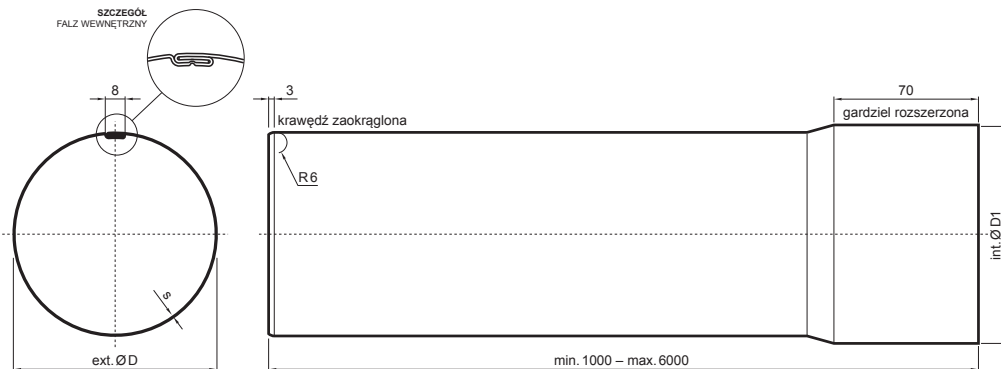 SZCZEGÓŁ
FALZ WEWNĘTRZNY
8
3
70
krawędź zaokrąglona
gardziel rozszerzona
R 6
int. Ø D1
s
ext. Ø D
min. 1000 – max. 6000